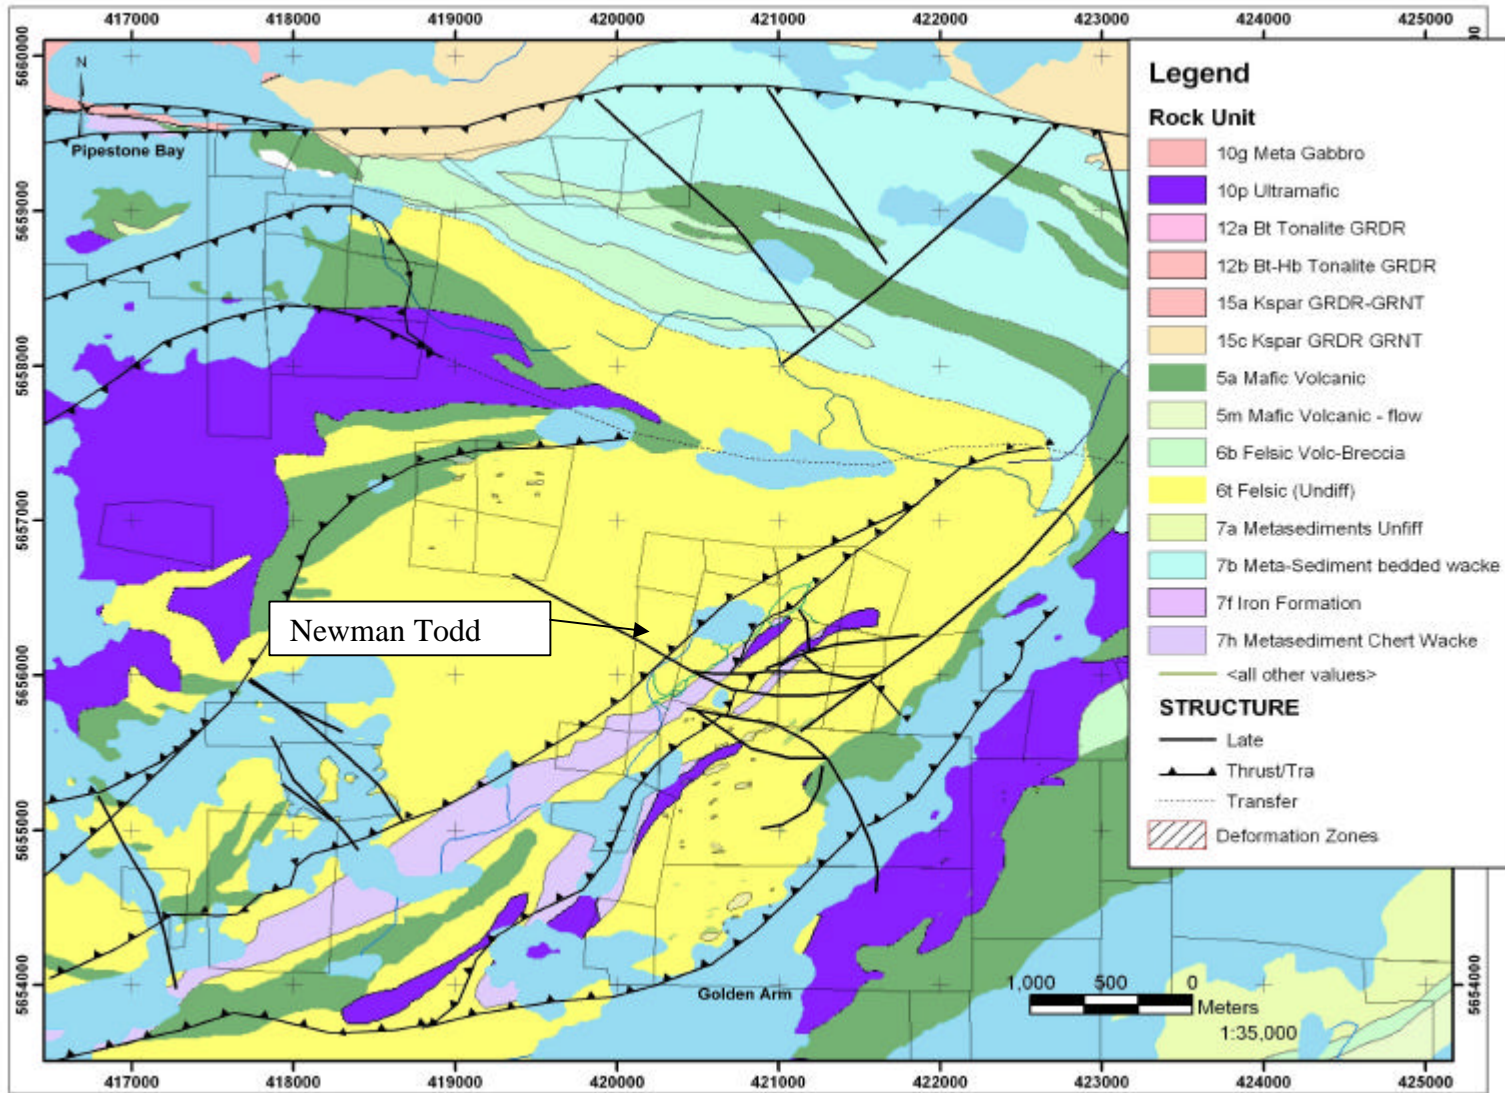 417000 418000 419000 420000 421000 422000 423000 424000 425000
5660000
5659000
5658000
5657000
5656000
5655000
5654000
N
Pipestone Bay
Newman Todd
Golden Arm
Legend
Rock Unit
10g Meta Gabbro
10p Ultramafic
12a Bt Tonalite GRDR
12b Bt-Hb Tonalite GRDR
15a Kspar GRDR-GRNT
15c Kspar GRDR GRNT
5a Mafic Volcanic
5m Mafic Volcanic - flow
6b Felsic Volc-Breccia
6t Felsic (Undiff)
7a Metasediments Unfiff
7b Meta-Sediment bedded wacke
7f Iron Formation
7h Metasediment Chert Wacke
<all other values>
STRUCTURE
Late
Thrust/Tra
Transfer
Deformation Zones
1,000 500 0
Meters
1:35,000
5654000
417000 418000 419000 420000 421000 422000 423000 424000 425000